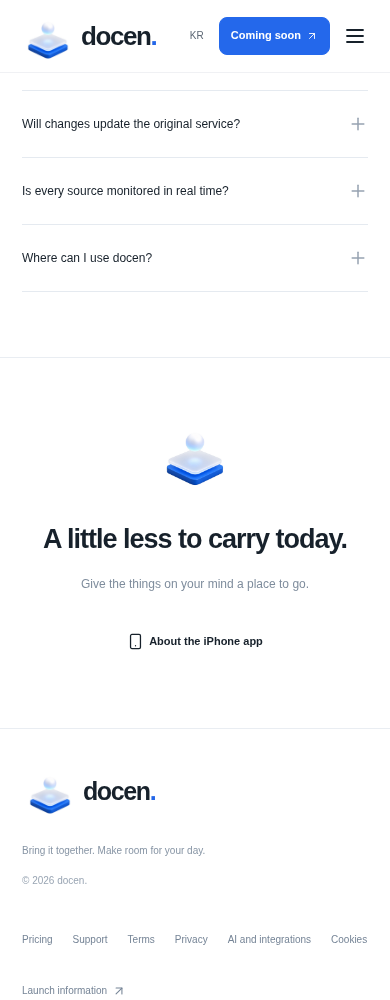 docen.
KR
Coming soon
Will changes update the original service?
Is every source monitored in real time?
Where can I use docen?
A little less to carry today.
Give the things on your mind a place to go.
About the iPhone app
docen.
Bring it together. Make room for your day.
© 2026 docen.
Pricing Support Terms Privacy AI and integrations Cookies
Launch information